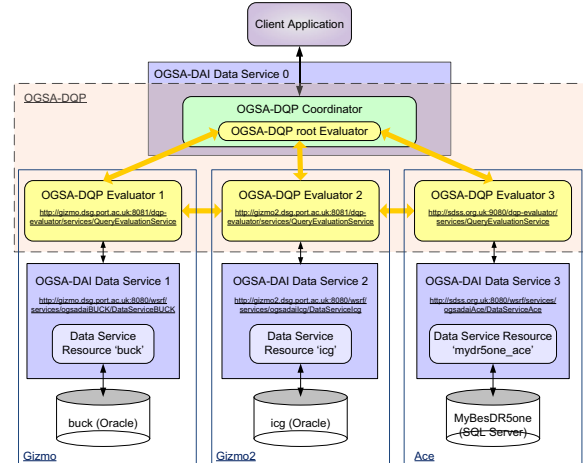 Client Application
OGSA-DAI Data Service 0
OGSA-DQP
OGSA-DQP Coordinator
OGSA-DQP root Evaluator
OGSA-DQP Evaluator 1
http://gizmo.dsg.port.ac.uk:8081/dqp-
evaluator/services/QueryEvaluationService
OGSA-DQP Evaluator 2
http://gizmo2.dsg.port.ac.uk:8081/dqp-
evaluator/services/QueryEvaluationService
OGSA-DQP Evaluator 3
http://sdss.org.uk:9080/dqp-evaluator/
services/QueryEvaluationService
OGSA-DAI Data Service 1
http://gizmo.dsg.port.ac.uk:8080/wsrf/
services/ogsadaiBUCK/DataServiceBUCK
Data Service
Resource ‘buck’
OGSA-DAI Data Service 2
http://gizmo2.dsg.port.ac.uk:8080/wsrf/
services/ogsadaiIcg/DataServiceIcg
Data Service
Resource ‘icg’
OGSA-DAI Data Service 3
http://sdss.org.uk:8080/wsrf/services/
ogsadaiAce/DataServiceAce
Data Service Resource
‘mydr5one_ace’
buck (Oracle)
icg (Oracle)
MyBesDR5one
(SQL Server)
Gizmo
Gizmo2
Ace